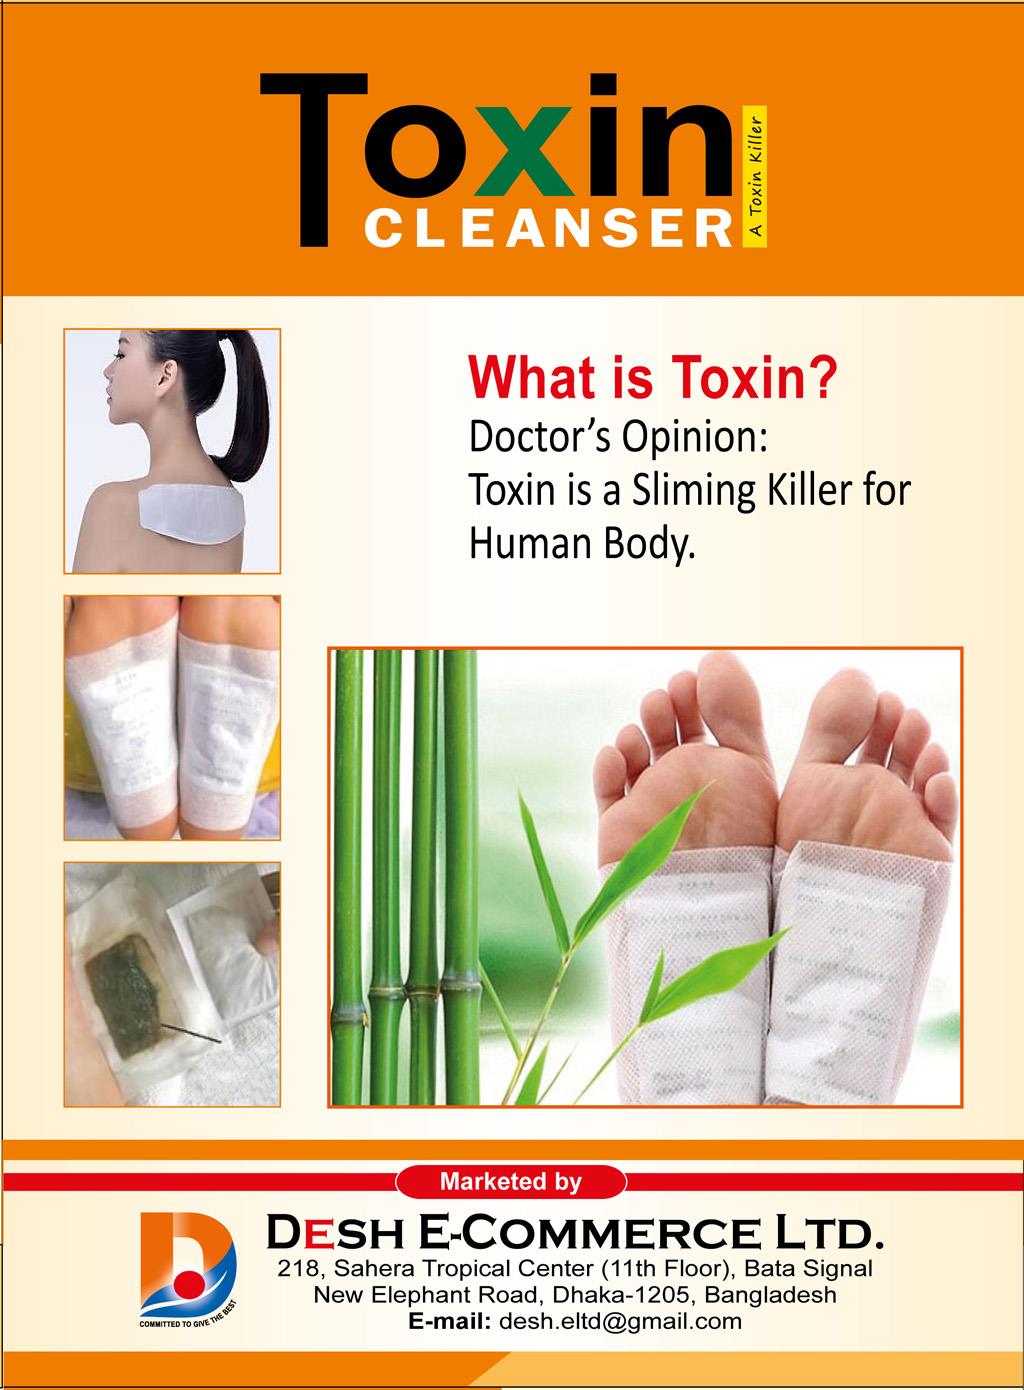 Toxin
CLEANSER
A Toxin Killer
What is Toxin?
Doctor’s Opinion:
Toxin is a Sliming Killer for
Human Body.
Marketed by
DESH E-COMMERCE LTD.
218, Sahera Tropical Center (11th Floor), Bata Signal
New Elephant Road, Dhaka-1205, Bangladesh
E-mail: desh.eltd@gmail.com
COMMITTED TO GIVE THE BEST